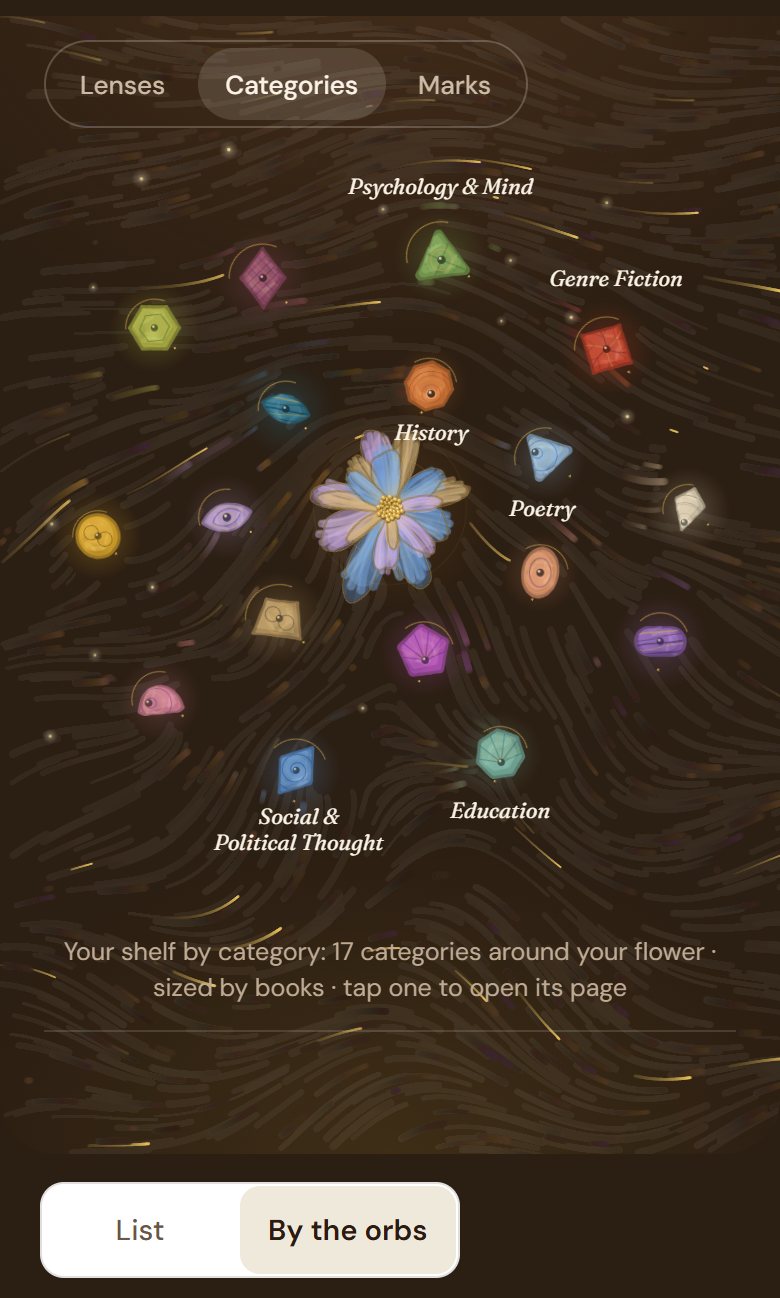 Lenses
Categories
Marks
Psychology & Mind
Genre Fiction
History
Poetry
Social &
Political Thought
Education
Your shelf by category: 17 categories around your flower ·
sized by books · tap one to open its page
List
By the orbs